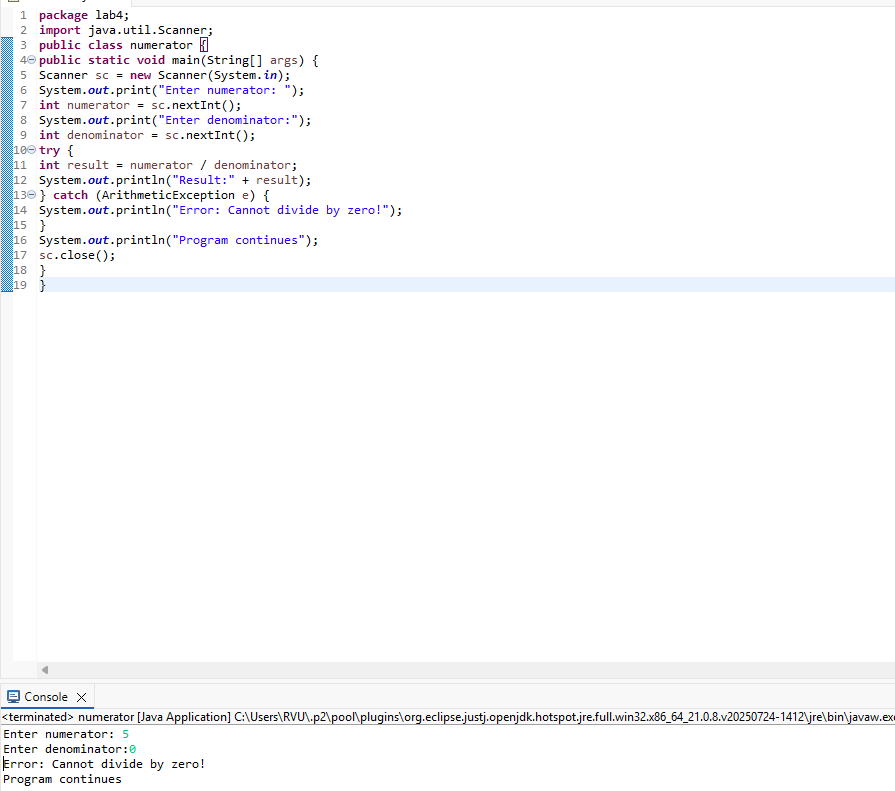 1 package lab4;
2 import java.util.Scanner;
3 public class numerator {
4 public static void main(String[] args) {
5 Scanner sc = new Scanner(System.in);
6 System.out.print("Enter numerator: ");
7 int numerator = sc.nextInt();
8 System.out.print("Enter denominator:");
9 int denominator = sc.nextInt();
10 try {
11 int result = numerator / denominator;
12 System.out.println("Result:" + result);
13 } catch (ArithmeticException e) {
14 System.out.println("Error: Cannot divide by zero!");
15 }
16 System.out.println("Program continues");
17 sc.close();
18 }
19 }
Console
<terminated> numerator [Java Application] C:\Users\RVU\.p2\pool\plugins\org.eclipse.justj.openjdk.hotspot.jre.full.win32.x86_64_21.0.8.v20250724-1412\jre\bin\javaw.exe
Enter numerator: 5
Enter denominator:0
Error: Cannot divide by zero!
Program continues